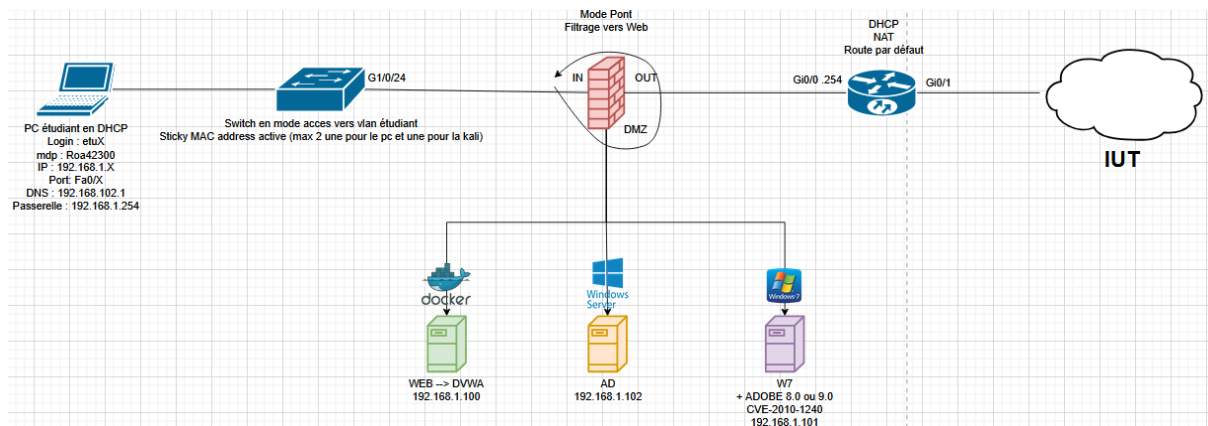 Mode Pont
Filtrage vers Web
DHCP
NAT
Route par défaut
G1/0/24
IN
OUT
Gi0/0 .254
Gi0/1
DMZ
PC étudiant en DHCP
Login : etuX
mdp : Roa42300
IP : 192.168.1.X
Port: Fa0/X
DNS : 192.168.102.1
Passerelle : 192.168.1.254
Switch en mode acces vers vlan étudiant
Sticky MAC address active (max 2 une pour le pc et une pour la kali)
IUT
docker
Windows
Server
Windows 7
WEB --> DVWA
192.168.1.100
AD
192.168.1.102
W7
+ ADOBE 8.0 ou 9.0
CVE-2010-1240
192.168.1.101